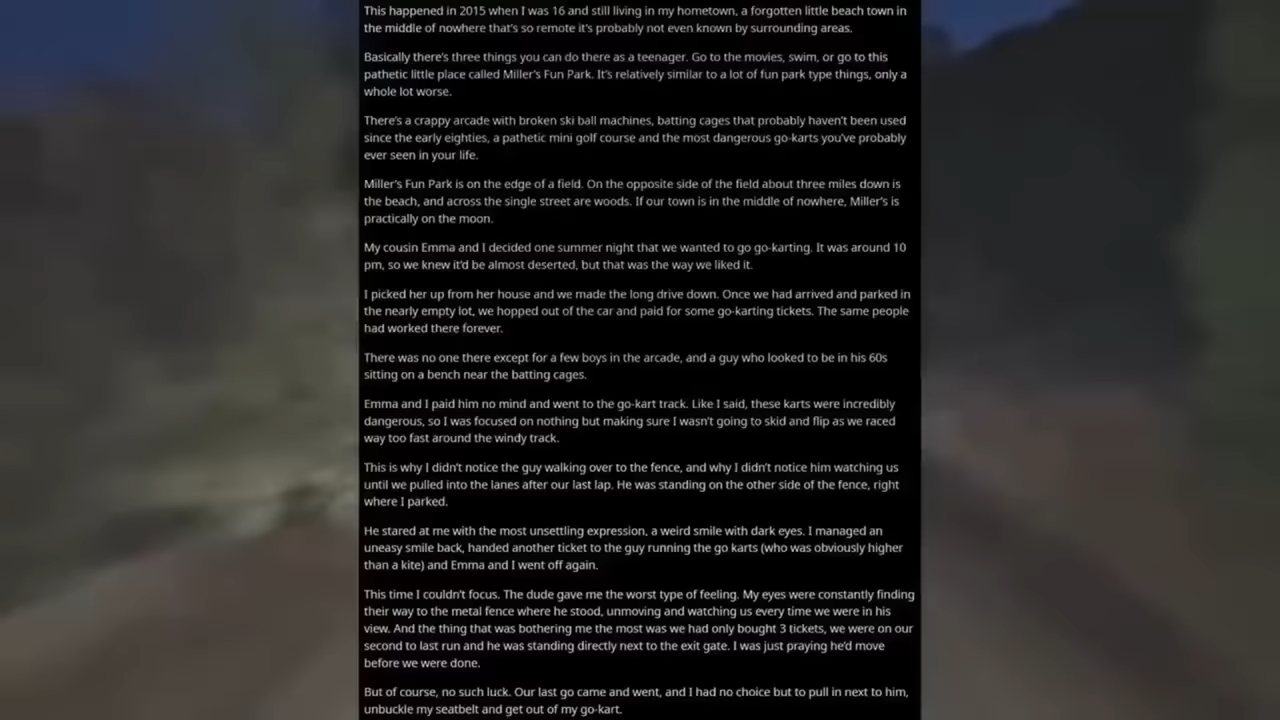 This happened in 2015 when I was 16 and still living in my hometown, a forgotten little beach town in
the middle of nowhere that's so remote it's probably not even known by surrounding areas.
Basically there's three things you can do there as a teenager. Go to the movies, swim, or go to this
pathetic little place called Miller's Fun Park. It's relatively similar to a lot of fun park type things, only a
whole lot worse.
There's a crappy arcade with broken ski ball machines, batting cages that probably haven't been used
since the early eighties, a pathetic mini golf course and the most dangerous go-karts you've probably
ever seen in your life.
Miller's Fun Park is on the edge of a field. On the opposite side of the field about three miles down is
the beach, and across the single street are woods. If our town is in the middle of nowhere, Miller's is
practically on the moon.
My cousin Emma and I decided one summer night that we wanted to go go-karting. It was around 10
pm, so we knew it'd be almost deserted, but that was the way we liked it.
I picked her up from her house and we made the long drive down. Once we had arrived and parked in
the nearly empty lot, we hopped out of the car and paid for some go-karting tickets. The same people
had worked there forever.
There was no one there except for a few boys in the arcade, and a guy who looked to be in his 60s
sitting on a bench near the batting cages.
Emma and I paid him no mind and went to the go-kart track. Like I said, these karts were incredibly
dangerous, so I was focused on nothing but making sure I wasn't going to skid and flip as we raced
way too fast around the windy track.
This is why I didn't notice the guy walking over to the fence, and why I didn't notice him watching us
until we pulled into the lanes after our last lap. He was standing on the other side of the fence, right
where I parked.
He stared at me with the most unsettling expression, a weird smile with dark eyes. I managed an
uneasy smile back, handed another ticket to the guy running the go karts (who was obviously higher
than a kite) and Emma and I went off again.
This time I couldn't focus. The dude gave me the worst type of feeling. My eyes were constantly finding
their way to the metal fence where he stood, unmoving and watching us every time we were in his
view. And the thing that was bothering me the most was we had only bought 3 tickets, we were on our
second to last run and he was standing directly next to the exit gate. I was just praying he'd move
before we were done.
But of course, no such luck. Our last go came and went, and I had no choice but to pull in next to him,
unbuckle my seatbelt and get out of my go-kart.